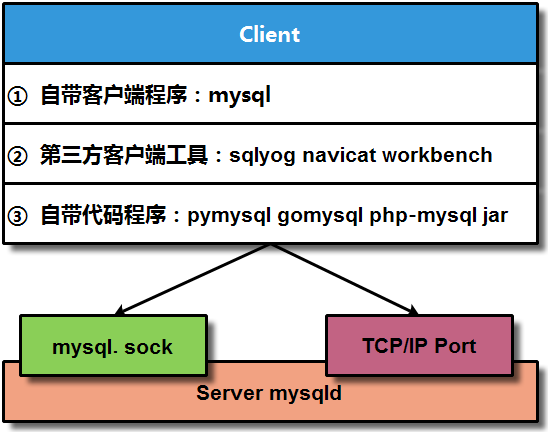 Client
① 自带客户端程序：mysql
② 第三方客户端工具：sqlyog navicat workbench
③ 自带代码程序：pymysql gomysql php-mysql jar
mysql. sock
TCP/IP Port
Server mysqld